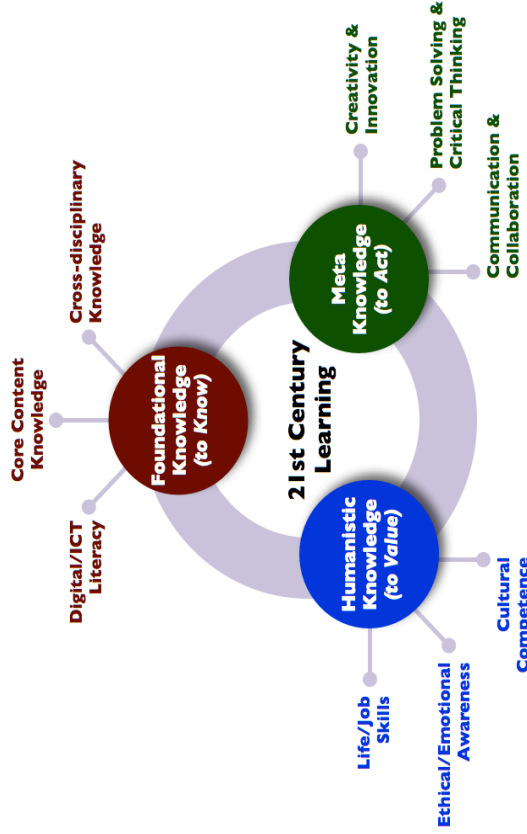 Core Content
Knowledge
Digital/ICT
Literacy
Cross-disciplinary
Knowledge
Foundational
Knowledge
(to Know)
21st Century
Learning
Humanistic
Knowledge
(to Value)
Meta
Knowledge
(to Act)
Life/Job
Skills
Ethical/Emotional
Awareness
Cultural
Competence
Creativity &
Innovation
Problem Solving &
Critical Thinking
Communication &
Collaboration